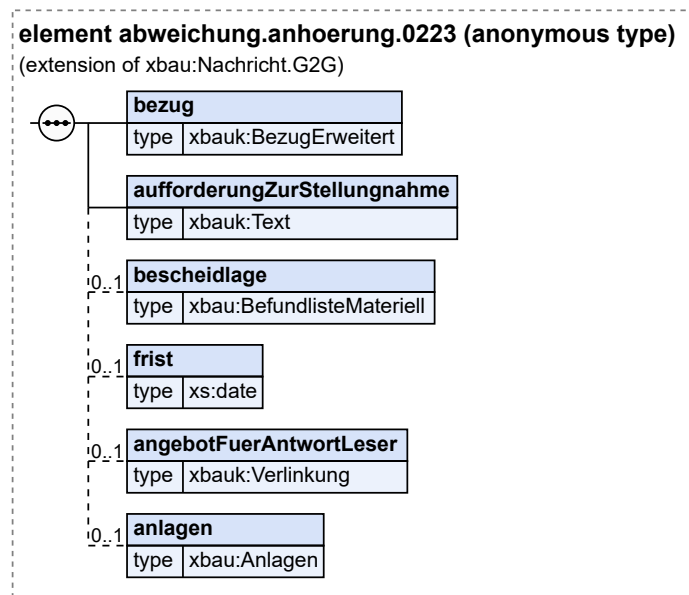 element abweichung.anhoerung.0223 (anonymous type)
(extension of xbau:Nachricht.G2G)
bezug
type xbauk:BezugErweitert
aufforderungZurStellungnahme
type xbauk:Text
0..1 bescheidlage
type xbau:BefundlisteMateriell
0..1 frist
type xs:date
0..1 angebotFuerAntwortLeser
type xbauk:Verlinkung
0..1 anlagen
type xbau:Anlagen